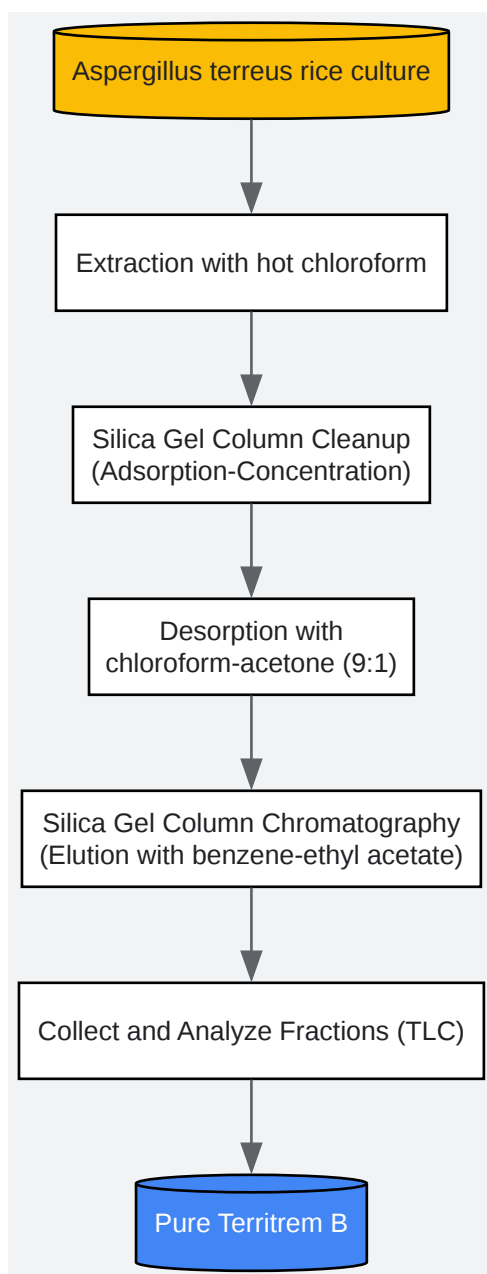 Aspergillus terreus rice culture
Extraction with hot chloroform
Silica Gel Column Cleanup
(Adsorption-Concentration)
Desorption with
chloroform-acetone (9:1)
Silica Gel Column Chromatography
(Elution with benzene-ethyl acetate)
Collect and Analyze Fractions (TLC)
Pure Territrem B